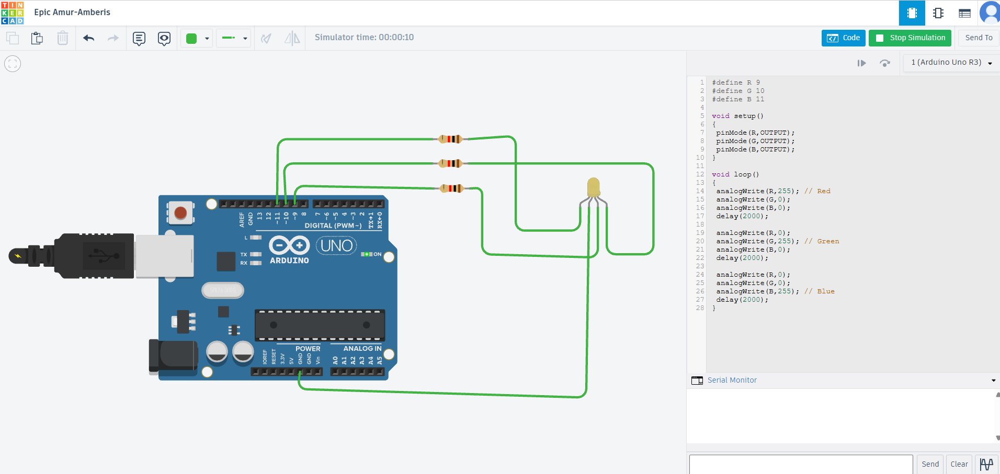 TIN
KER
CAD
Epic Amur-Amberis
Simulator time: 00:00:10
Code
Stop Simulation
Send To
1 (Arduino Uno R3)
1 #define R 9
2 #define G 10
3 #define B 11
4
5 void setup()
6 {
7 pinMode(R,OUTPUT);
8 pinMode(G,OUTPUT);
9 pinMode(B,OUTPUT);
10 }
11
12 void loop()
13 {
14 analogWrite(R,255); // Red
15 analogWrite(G,0);
16 analogWrite(B,0);
17 delay(2000);
18
19 analogWrite(R,0);
20 analogWrite(G,255); // Green
21 analogWrite(B,0);
22 delay(2000);
23
24 analogWrite(R,0);
25 analogWrite(G,0);
26 analogWrite(B,255); // Blue
27 delay(2000);
28 }
AREF
GND
13
12
~11
~10
~9
8
7
~6
~5
4
~3
2
TX→1
RX←0
DIGITAL (PWM~)
L
TX
RX
ARDUINO
UNO
ON
POWER
ANALOG IN
IOREF
RESET
3.3V
5V
GND
GND
Vin
A0
A1
A2
A3
A4
A5
Serial Monitor
Send
Clear